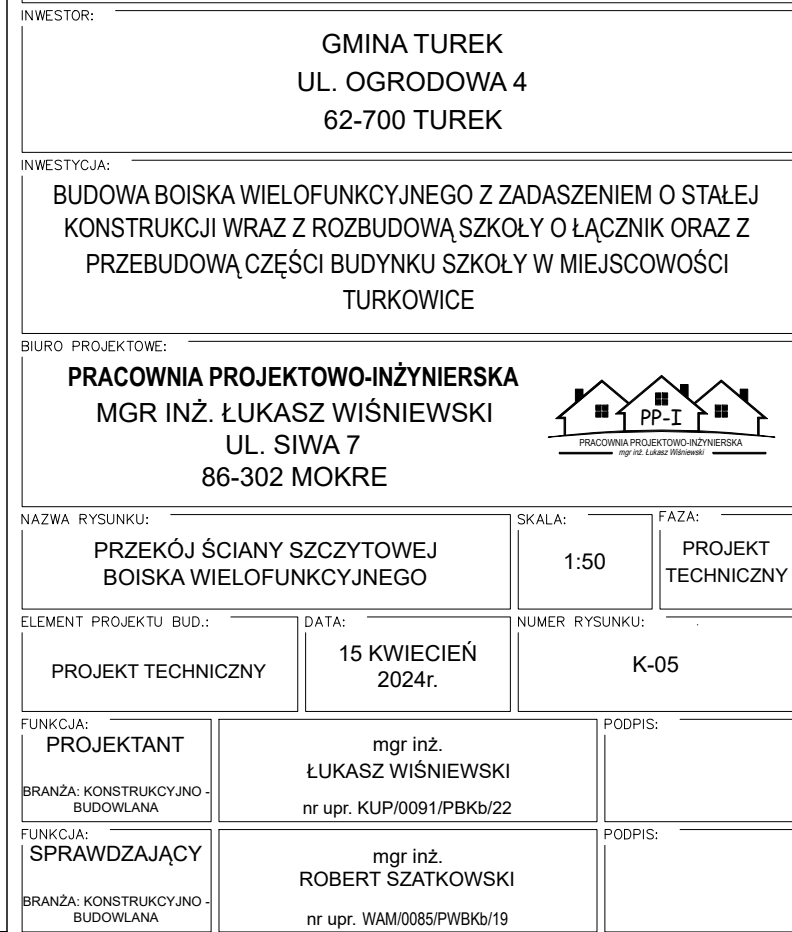 INWESTOR:
GMINA TUREK
UL. OGRODOWA 4
62-700 TUREK
INWESTYCJA:
BUDOWA BOISKA WIELOFUNKCYJNEGO Z ZADASZENIEM O STAŁEJ
KONSTRUKCJI WRAZ Z ROZBUDOWĄ SZKOŁY O ŁĄCZNIK ORAZ Z
PRZEBUDOWĄ CZĘŚCI BUDYNKU SZKOŁY W MIEJSCOWOŚCI
TURKOWICE
BIURO PROJEKTOWE:
PRACOWNIA PROJEKTOWO-INŻYNIERSKA
MGR INŻ. ŁUKASZ WIŚNIEWSKI
UL. SIWA 7
86-302 MOKRE
PP-I
PRACOWNIA PROJEKTOWO-INŻYNIERSKA
mgr inż. Łukasz Wiśniewski
NAZWA RYSUNKU:
PRZEKÓJ ŚCIANY SZCZYTOWEJ
BOISKA WIELOFUNKCYJNEGO
SKALA:
1:50
FAZA:
PROJEKT
TECHNICZNY
ELEMENT PROJEKTU BUD.:
PROJEKT TECHNICZNY
DATA:
15 KWIECIEŃ
2024r.
NUMER RYSUNKU:
K-05
FUNKCJA:
PROJEKTANT
BRANŻA: KONSTRUKCYJNO -
BUDOWLANA
mgr inż.
ŁUKASZ WIŚNIEWSKI
nr upr. KUP/0091/PBKb/22
PODPIS:
FUNKCJA:
SPRAWDZAJĄCY
BRANŻA: KONSTRUKCYJNO -
BUDOWLANA
mgr inż.
ROBERT SZATKOWSKI
nr upr. WAM/0085/PWBKb/19
PODPIS: